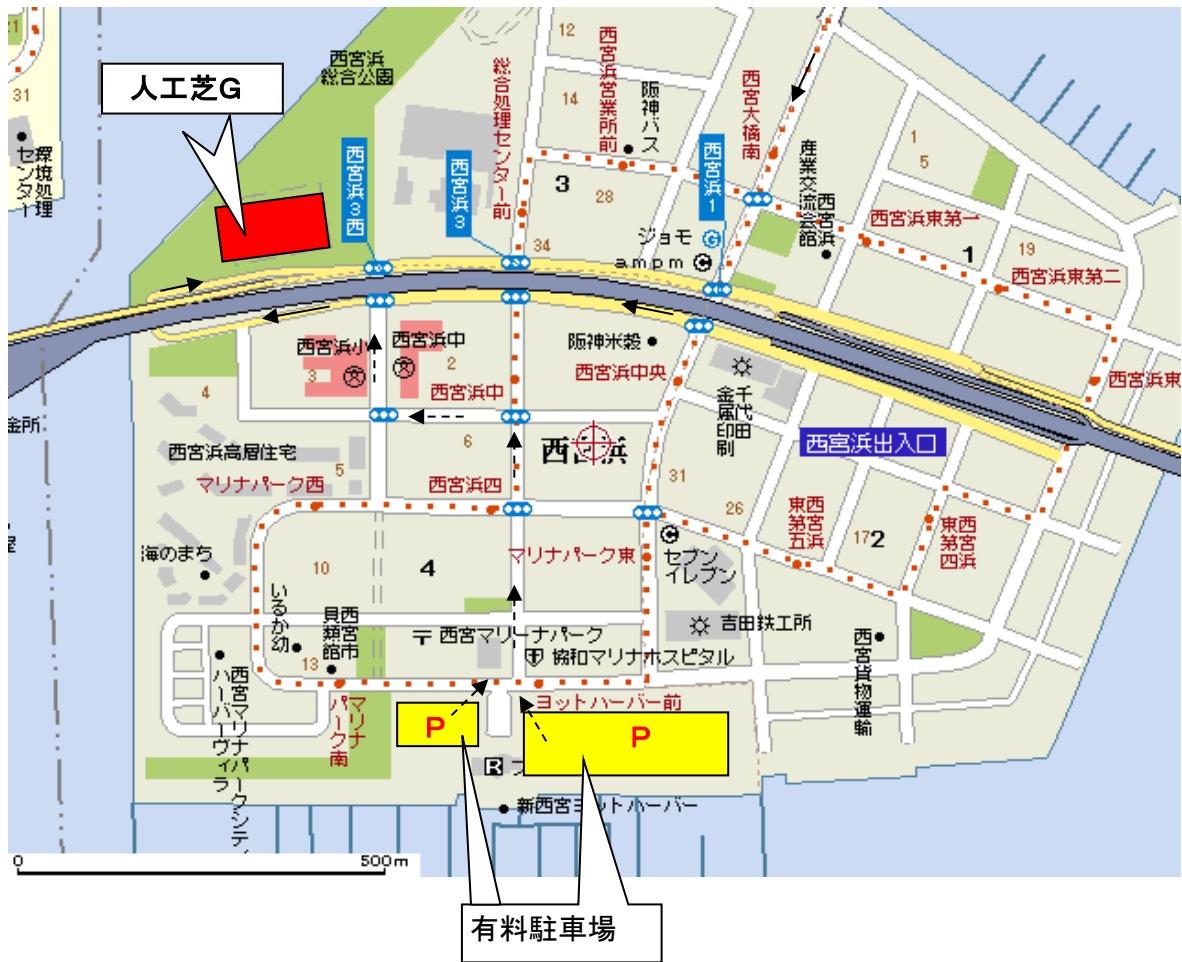 21
31
環境処理
センター
人工芝G
西宮浜
総合公園
西宮浜3西
西宮浜3
総合処理センター前
12
14
西宮浜営業所前
阪神バス
西宮大橋南
西宮浜1
産業交流会館
西宮浜
1
5
3
28
34
ジョモ
G
ampm
C
西宮浜東第一
1
19
西宮浜東第二
西宮浜東
西宮浜小
3
文
西宮浜中
文
2
西宮浜中
阪神米穀
西宮浜中央
千代田
金属印刷
西宮浜出入口
金所
4
西宮浜高層住宅
5
マリナパーク西
6
西宮浜
西宮浜四
31
26
西宮浜
東第五
17
2
西宮浜
東第四
海のまち
10
4
マリナパーク東
C
セブン
イレブン
いるか幼
西宮市
貝類館
13
〒
西宮マリーナパーク
協和マリナホスピタル
吉田鉄工所
西宮貨物運輸
西宮マリナパークシティ
ハーバーヴィラ
マリナ
パーク南
ヨットハーバー前
P
P
R
新西宮ヨットハーバー
0
500m
有料駐車場